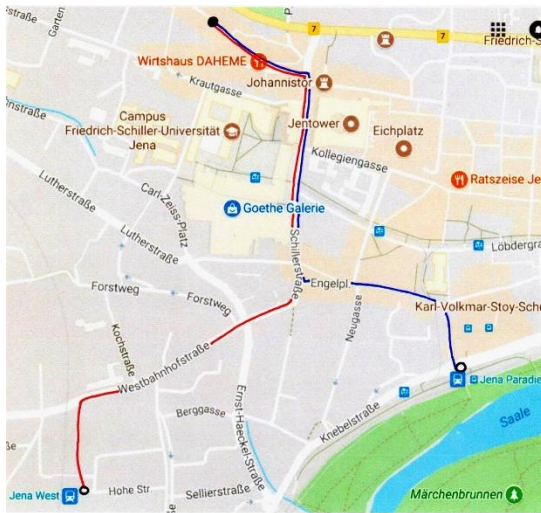 Garten
P
7
7
Friedrich-S
Wirtshaus DAHEME
Krautgasse
Johannistor
Campus
Friedrich-Schiller-Universität
Jena
Jentower
Eichplatz
Kollegiengasse
Ratszeise Je
Lutherstraße
Carl-Zeiss-Platz
Goethe Galerie
Lutherstraße
Schillerstraße
Löbdergra
Forstweg
Forstweg
Engelpl.
Neugasse
Karl-Volkmar-Stoy-Schu
Kochstraße
Westbahnhofstraße
Jena Paradie
Berggasse
Ernst-Haeckel-Straße
Knebelstraße
Saale
Jena West
Hohe Str.
Sellierstraße
Märchenbrunnen